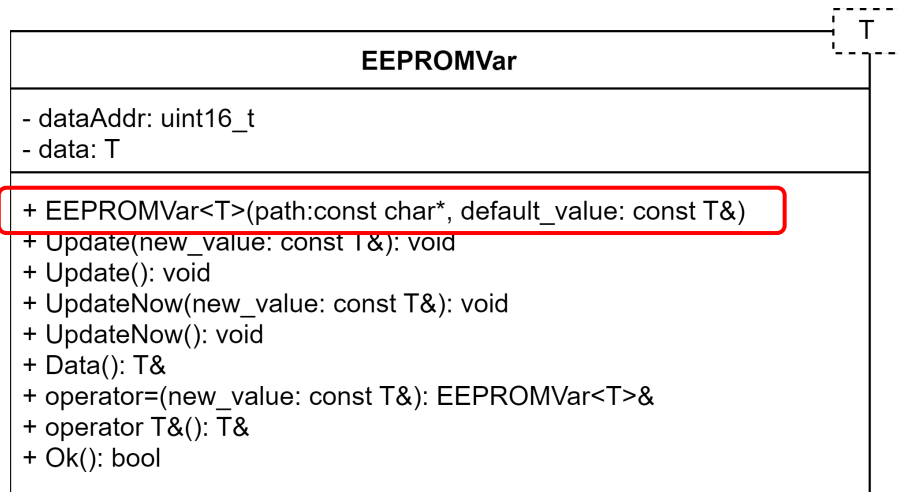 T
EEPROMVar
- dataAddr: uint16_t
- data: T
+ EEPROMVar<T>(path:const char*, default_value: const T&)
+ Update(new_value: const T&): void
+ Update(): void
+ UpdateNow(new_value: const T&): void
+ UpdateNow(): void
+ Data(): T&
+ operator=(new_value: const T&): EEPROMVar<T>&
+ operator T&(): T&
+ Ok(): bool